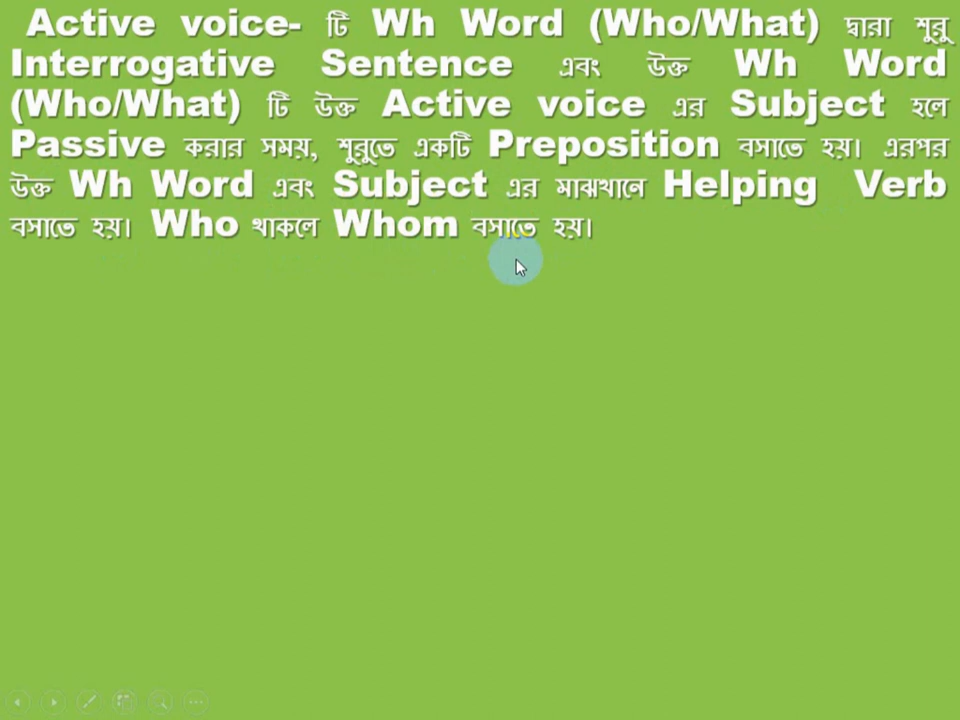 Active voice- টি Wh Word (Who/What) দ্বারা শুরু
Interrogative Sentence এবং উক্ত Wh Word
(Who/What) টি উক্ত Active voice এর Subject হলে
Passive করার সময়, শুরুতে একটি Preposition বসাতে হয়। এরপর
উক্ত Wh Word এবং Subject এর মাঝখানে Helping Verb
বসাতে হয়। Who থাকলে Whom বসাতে হয়।